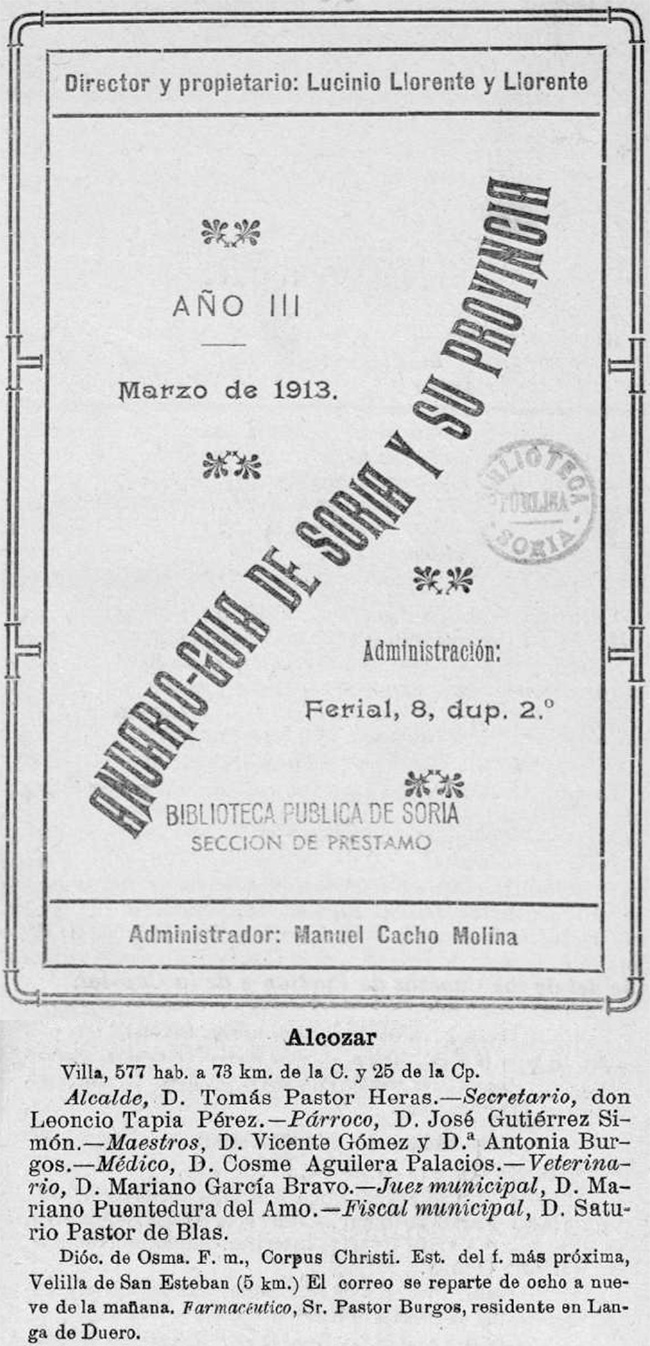 Director y propietario: Lucinio Llorente y Llorente
AÑO III
Marzo de 1913.
ANUARIO-GUIA DE SORIA Y SU PROVINCIA
BIBLIOTECA
PUBLICA
SORIA
Administración:
Ferial, 8, dup. 2.º
BIBLIOTECA PUBLICA DE SORIA
SECCION DE PRESTAMO
Administrador: Manuel Cacho Molina
Alcozar
Villa, 577 hab. a 73 km. de la C. y 25 de la Cp.
Alcalde, D. Tomás Pastor Heras.—Secretario, don
Leoncio Tapia Pérez.—Párroco, D. José Gutiérrez Si-
món.—Maestros, D. Vicente Gómez y D.ª Antonia Bur-
gos.—Médico, D. Cosme Aguilera Palacios.—Veterina-
rio, D. Mariano García Bravo.—Juez municipal, D. Ma-
riano Puentedura del Amo.—Fiscal municipal, D. Satu-
rio Pastor de Blas.
Dióc. de Osma. F. m., Corpus Christi. Est. del f. más próxima,
Velilla de San Esteban (5 km.) El correo se reparte de ocho a nue-
ve de la mañana. Farmacéutico, Sr. Pastor Burgos, residente en Lan-
ga de Duero.